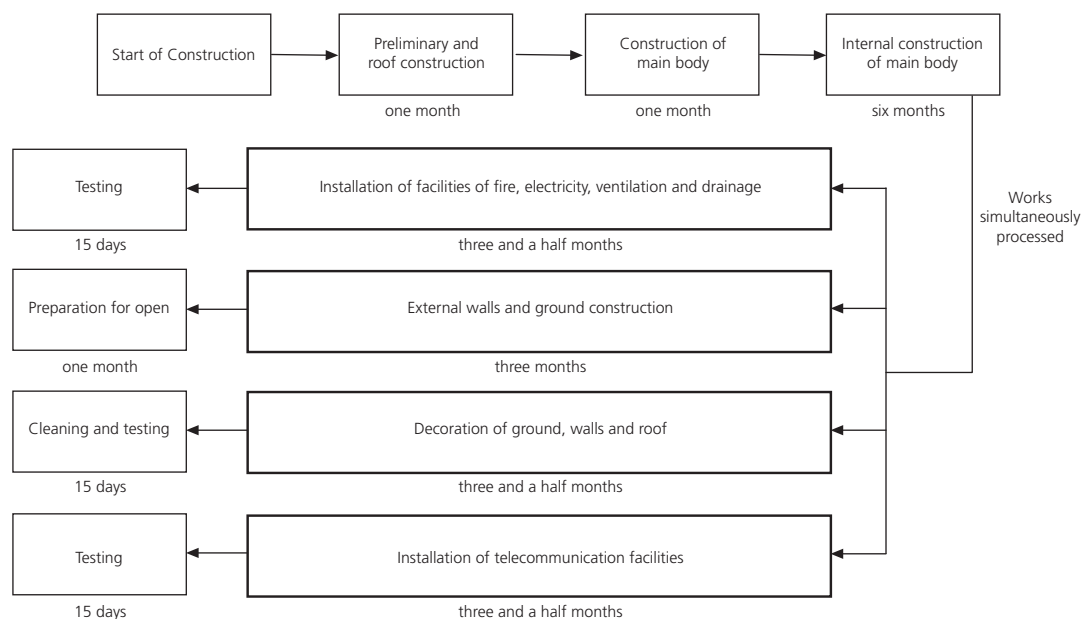 Start of Construction
Preliminary and
roof construction
one month
Construction of
main body
one month
Internal construction
of main body
six months
Works
simultaneously
processed
Testing
15 days
Installation of facilities of fire, electricity, ventilation and drainage
three and a half months
Preparation for open
one month
External walls and ground construction
three months
Cleaning and testing
15 days
Decoration of ground, walls and roof
three and a half months
Testing
15 days
Installation of telecommunication facilities
three and a half months